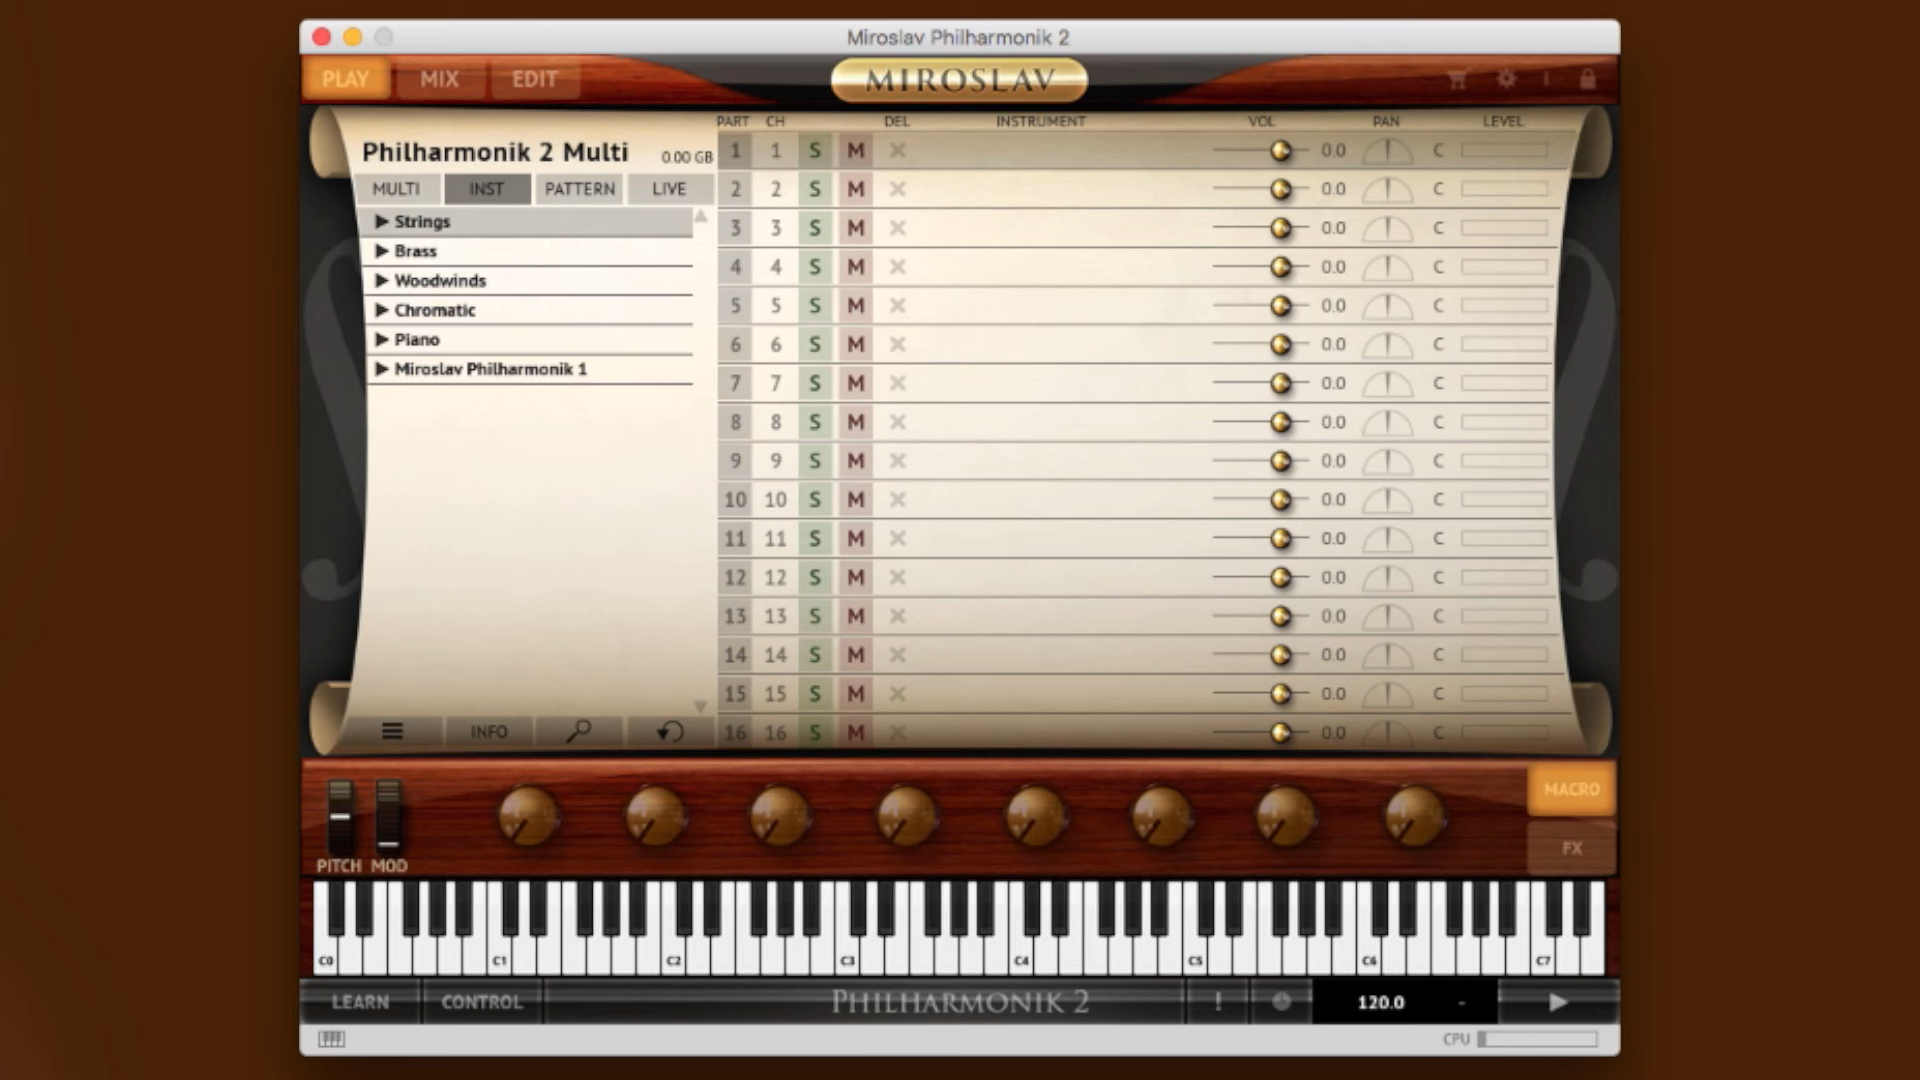 Miroslav Philharmonik 2
PLAY MIX EDIT MIROSLAV
PART CH DEL INSTRUMENT VOL PAN LEVEL
Philharmonik 2 Multi 0.00 GB
MULTI INST PATTERN LIVE
Strings
Brass
Woodwinds
Chromatic
Piano
Miroslav Philharmonik 1
INFO
1 1 S M × 0.0 C
2 2 S M × 0.0 C
3 3 S M × 0.0 C
4 4 S M × 0.0 C
5 5 S M × 0.0 C
6 6 S M × 0.0 C
7 7 S M × 0.0 C
8 8 S M × 0.0 C
9 9 S M × 0.0 C
10 10 S M × 0.0 C
11 11 S M × 0.0 C
12 12 S M × 0.0 C
13 13 S M × 0.0 C
14 14 S M × 0.0 C
15 15 S M × 0.0 C
16 16 S M × 0.0 C
MACRO
FX
PITCH MOD
C0 C1 C2 C3 C4 C5 C6 C7
LEARN CONTROL PHILHARMONIK 2 ! 120.0 -
CPU